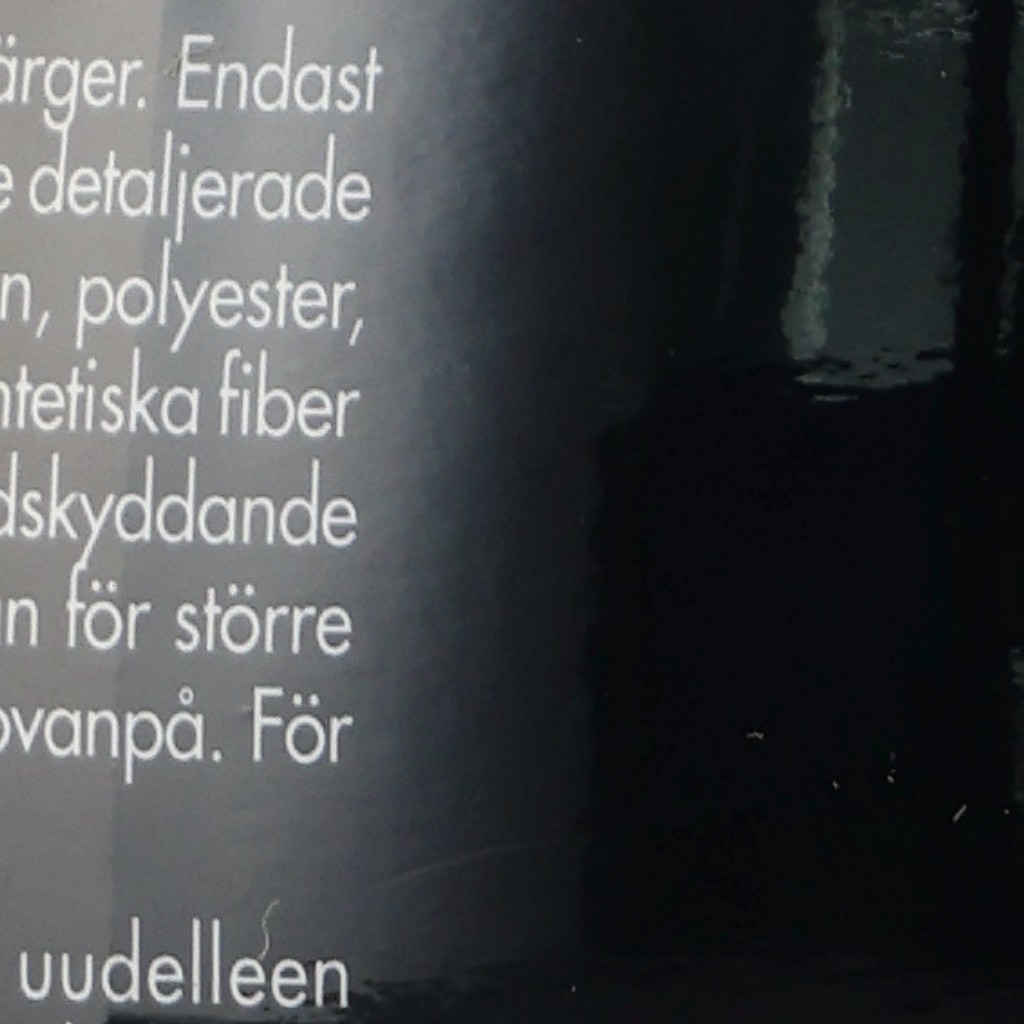 ärger. Endast
e detaljerade
n, polyester,
ntetiska fiber
dskyddande
n för större
ovanpå. För
uudelleen